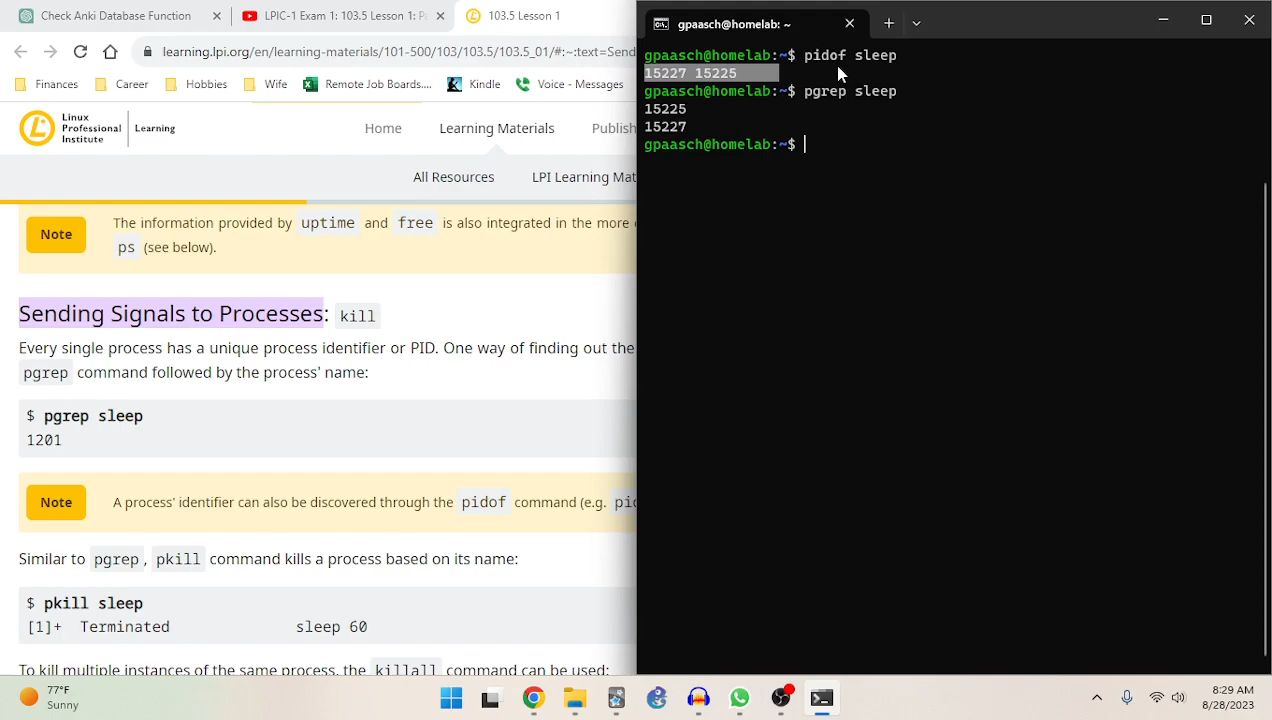 Check Anki Database Function
LPIC-1 Exam 1: 103.5 Lesson 1: P
103.5 Lesson 1
learning.lpi.org/en/learning-materials/101-500/103/103.5_01/#:~:text=Send
Finances
Career
Hobbies
Wife
Remote Job Boards....
Kindle
Voice - Messages
Linux
Professional
Institute
Learning
Home
Learning Materials
Publish
All Resources
LPI Learning Mat
Note
The information provided by uptime and free is also integrated in the more
ps (see below).
Sending Signals to Processes: kill
Every single process has a unique process identifier or PID. One way of finding out the
pgrep command followed by the process' name:
$ pgrep sleep
1201
Note
A process' identifier can also be discovered through the pidof command (e.g. pid
Similar to pgrep, pkill command kills a process based on its name:
$ pkill sleep
[1]+  Terminated                 sleep 60
To kill multiple instances of the same process, the killall command can be used:
gpaasch@homelab: ~
gpaasch@homelab:~$ pidof sleep
15227 15225
gpaasch@homelab:~$ pgrep sleep
15225
15227
gpaasch@homelab:~$
77°F
Sunny
8:29 AM
8/28/2023